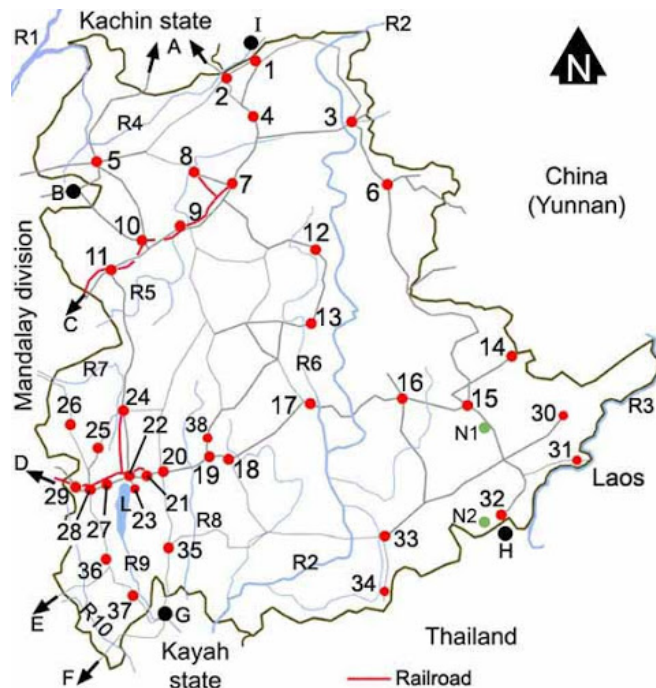 I
Kachin state
R2
R1
A
1
2
N
R4
4
3
5
8
7
6
China
(Yunnan)
B
10
9
12
11
Mandalay division
R5
C
13
14
R7
R6
R3
24
16
15
26
22
38
17
30
25
N1
20
D
31
19
18
29
L
21
Laos
28
27
23
R8
32
N2
33
H
35
36
R9
R2
34
E
R10
37
G
F
Kayah
state
Thailand
Railroad